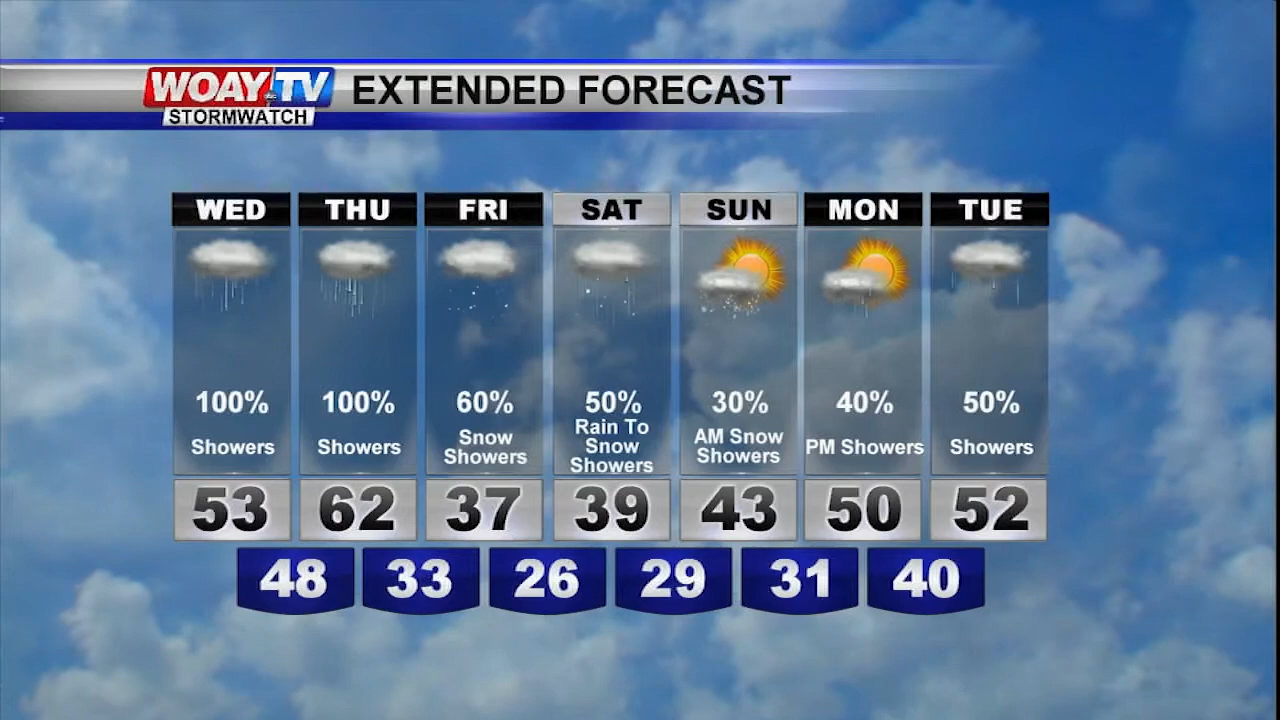 WOAY TV EXTENDED FORECAST
STORMWATCH
WED THU FRI SAT SUN MON TUE
100% 100% 60% 50% 30% 40% 50%
Showers Showers Snow Showers Rain To Snow Showers AM Snow Showers PM Showers Showers
53 62 37 39 43 50 52
48 33 26 29 31 40